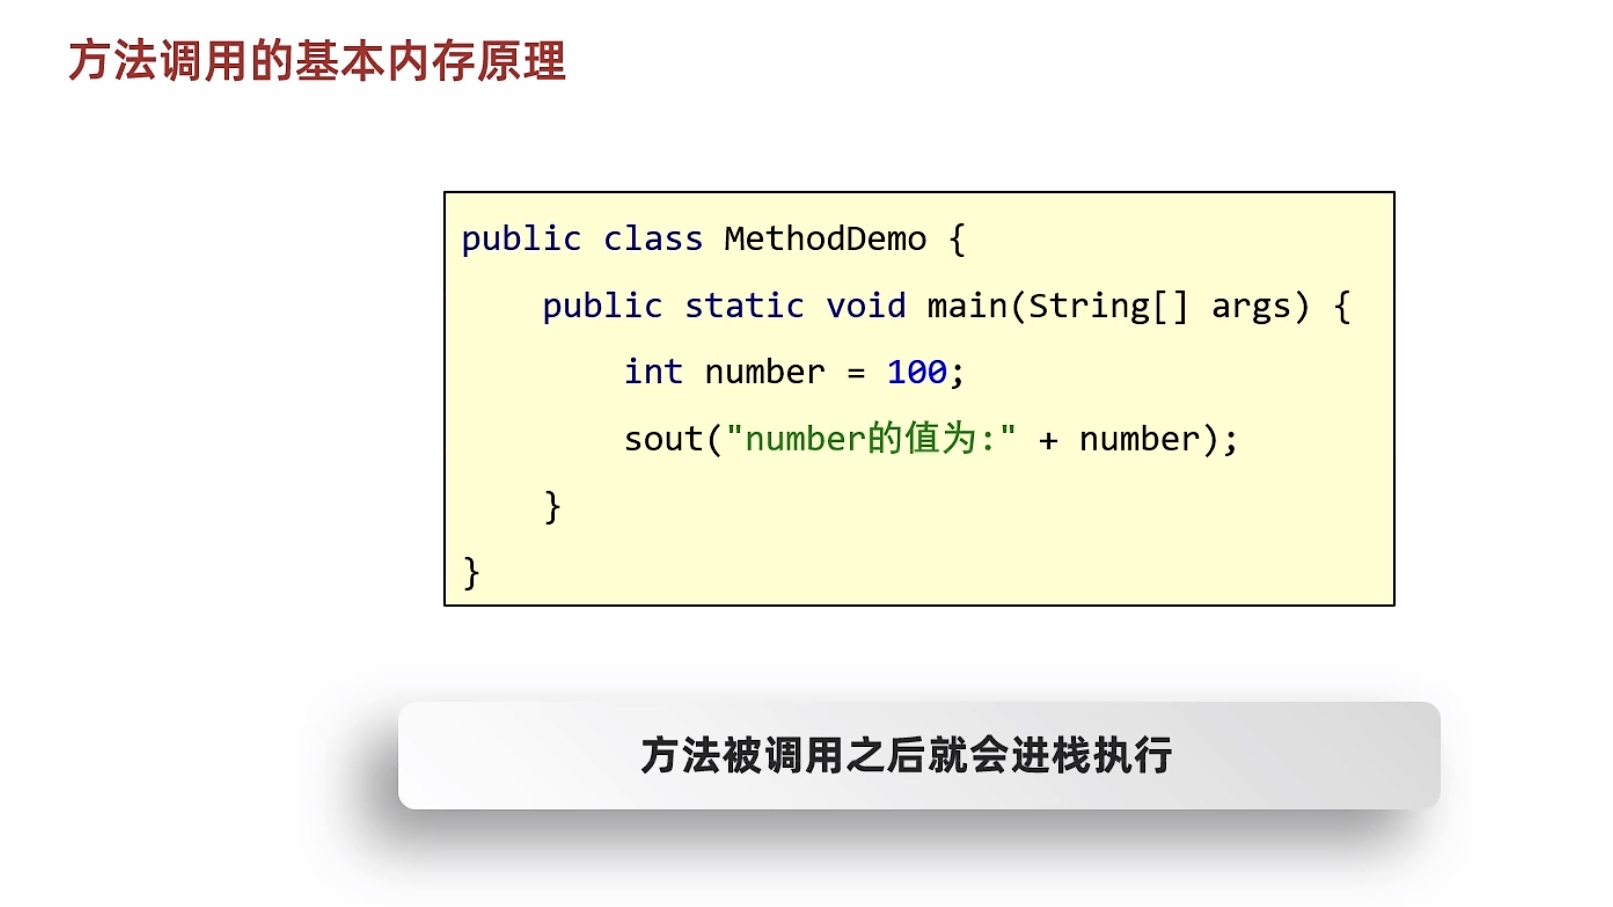 方法调用的基本内存原理
public class MethodDemo {
    public static void main(String[] args) {
        int number = 100;
        sout("number的值为:" + number);
    }
}
方法被调用之后就会进栈执行